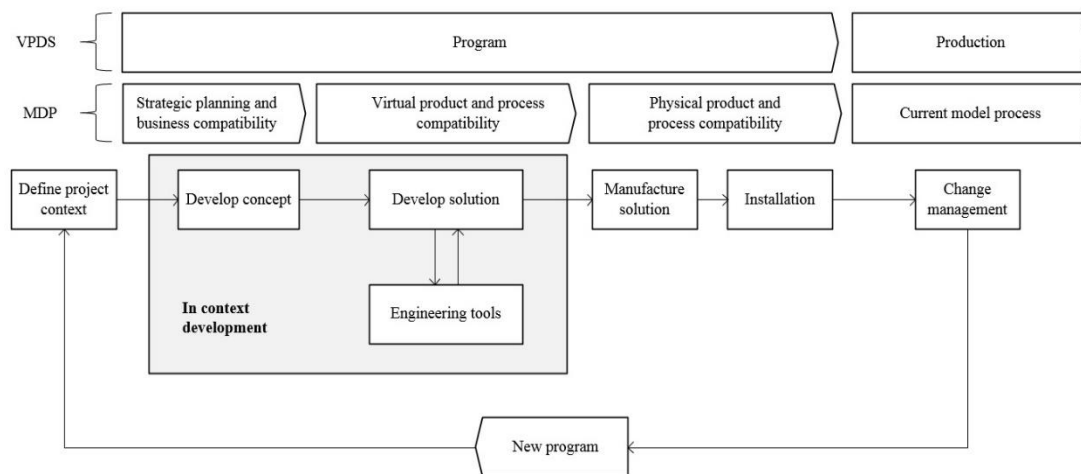 VPDS
Program
Production
MDP
Strategic planning and
business compatibility
Virtual product and process
compatibility
Physical product and
process compatibility
Current model process
Define project
context
Develop concept
Develop solution
Manufacture
solution
Installation
Change
management
In context
development
Engineering tools
New program